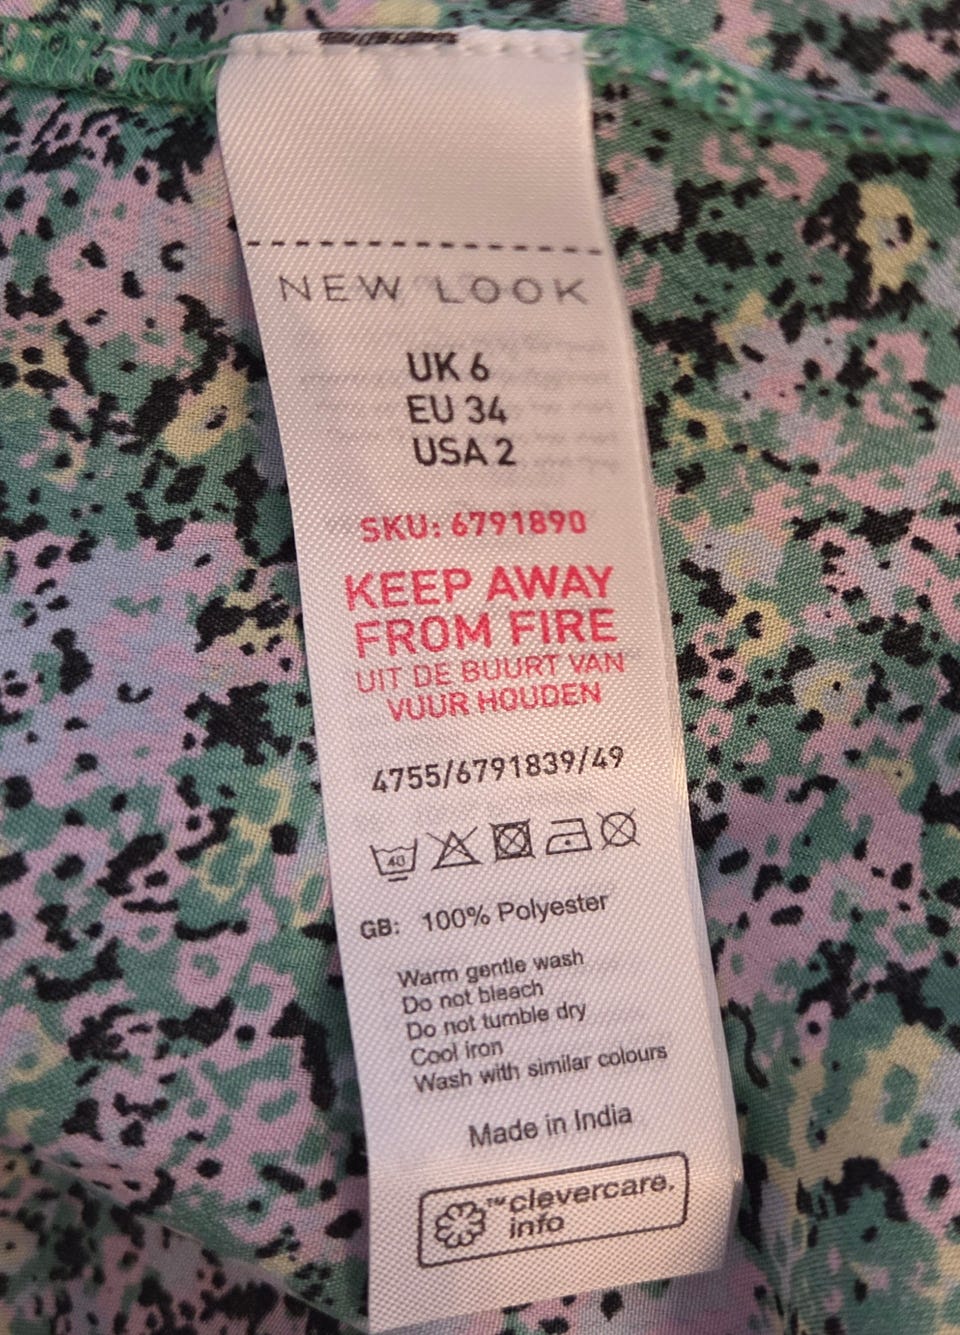 NEW LOOK
UK 6
EU 34
USA 2
SKU: 6791890
KEEP AWAY
FROM FIRE
UIT DE BUURT VAN
VUUR HOUDEN
4755/6791839/49
40
GB: 100% Polyester
Warm gentle wash
Do not bleach
Do not tumble dry
Cool iron
Wash with similar colours
Made in India
™clevercare.
info